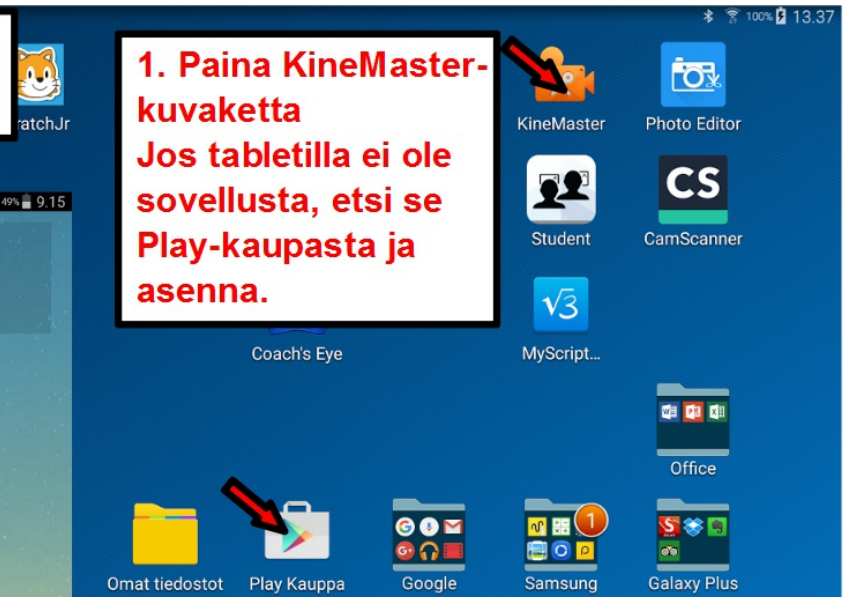 100% 13.37
1. Paina KineMaster-
kuvaketta
Jos tabletilla ei ole
sovellusta, etsi se
Play-kaupasta ja
asenna.
ratchJr
KineMaster
Photo Editor
49% 9.15
CS
Student
CamScanner
√3
Coach's Eye
MyScript...
Office
1
Omat tiedostot
Play Kauppa
Google
Samsung
Galaxy Plus